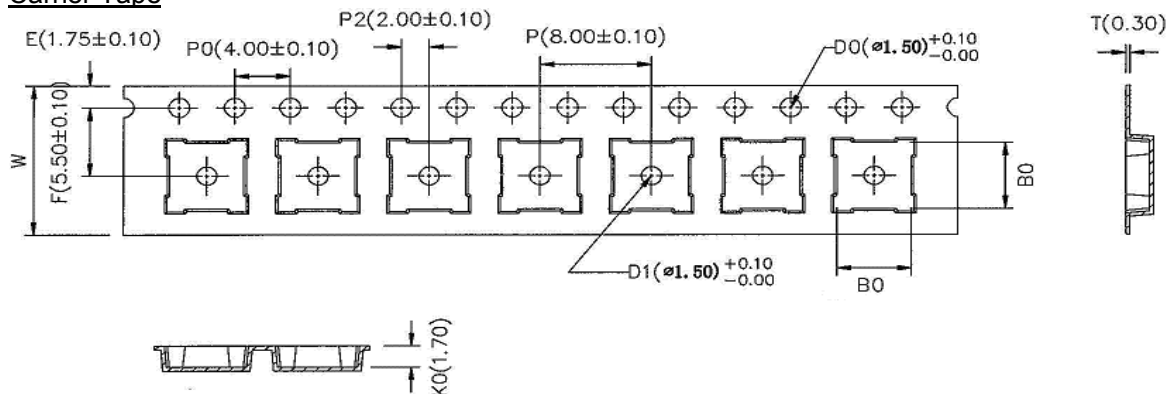 Carrier Tape
P2(2.00±0.10)
T(0.30)
E(1.75±0.10)
P0(4.00±0.10)
P(8.00±0.10)
D0(ø1.50) +0.10 -0.00
W
F(5.50±0.10)
B0
D1(ø1.50) +0.10 -0.00
B0
K0(1.70)